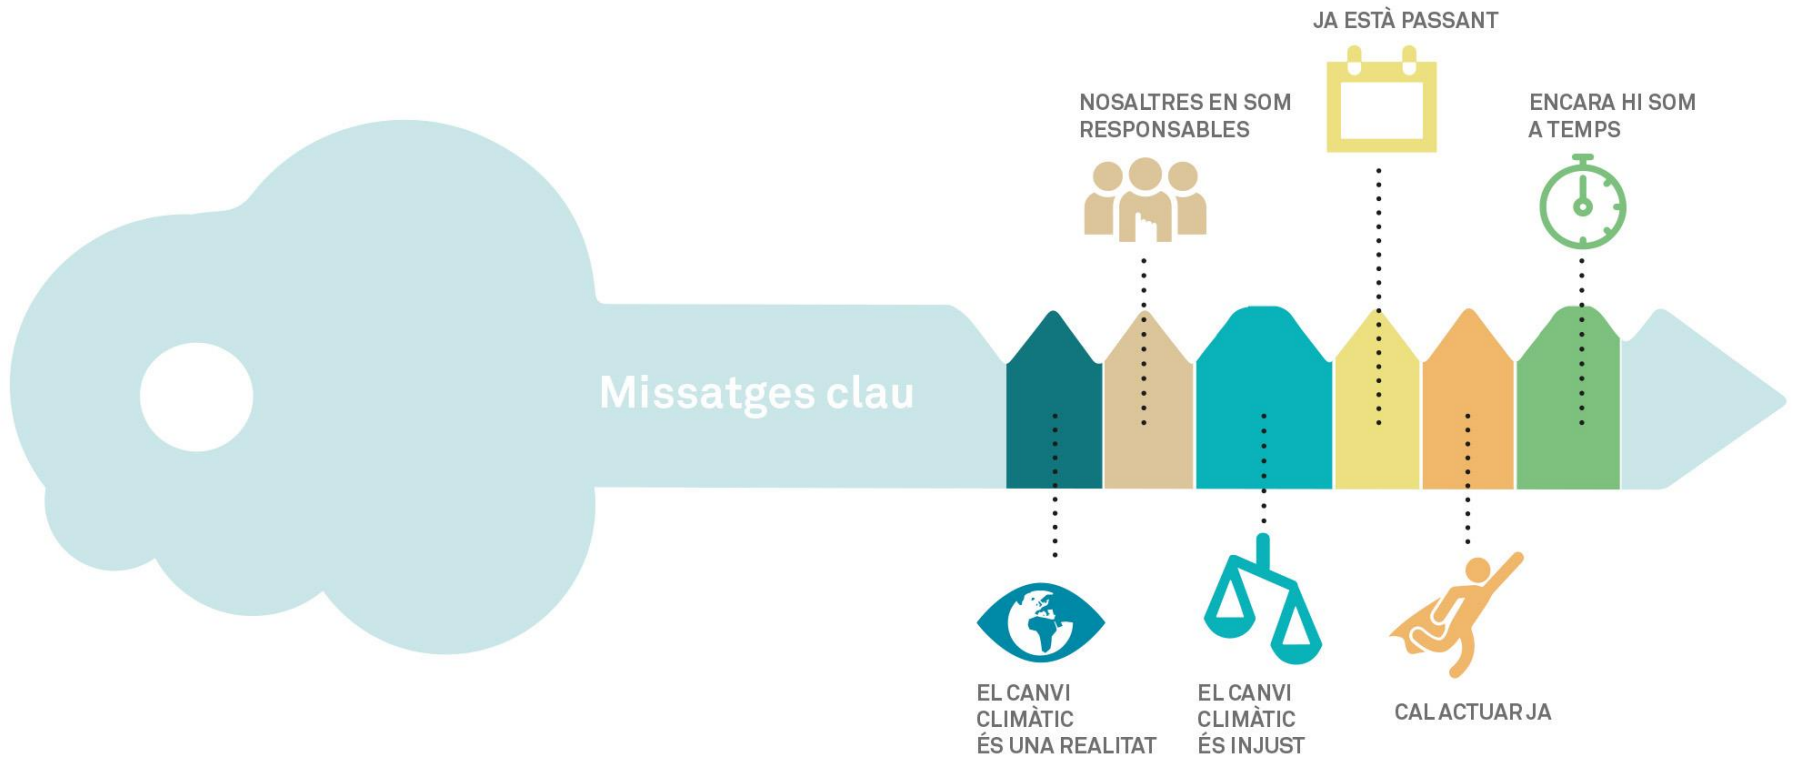 JA ESTÀ PASSANT
NOSALTRES EN SOM
RESPONSABLES
ENCARA HI SOM
A TEMPS
Missatges clau
EL CANVI
CLIMÀTIC
ÉS UNA REALITAT
EL CANVI
CLIMÀTIC
ÉS INJUST
CAL ACTUAR JA